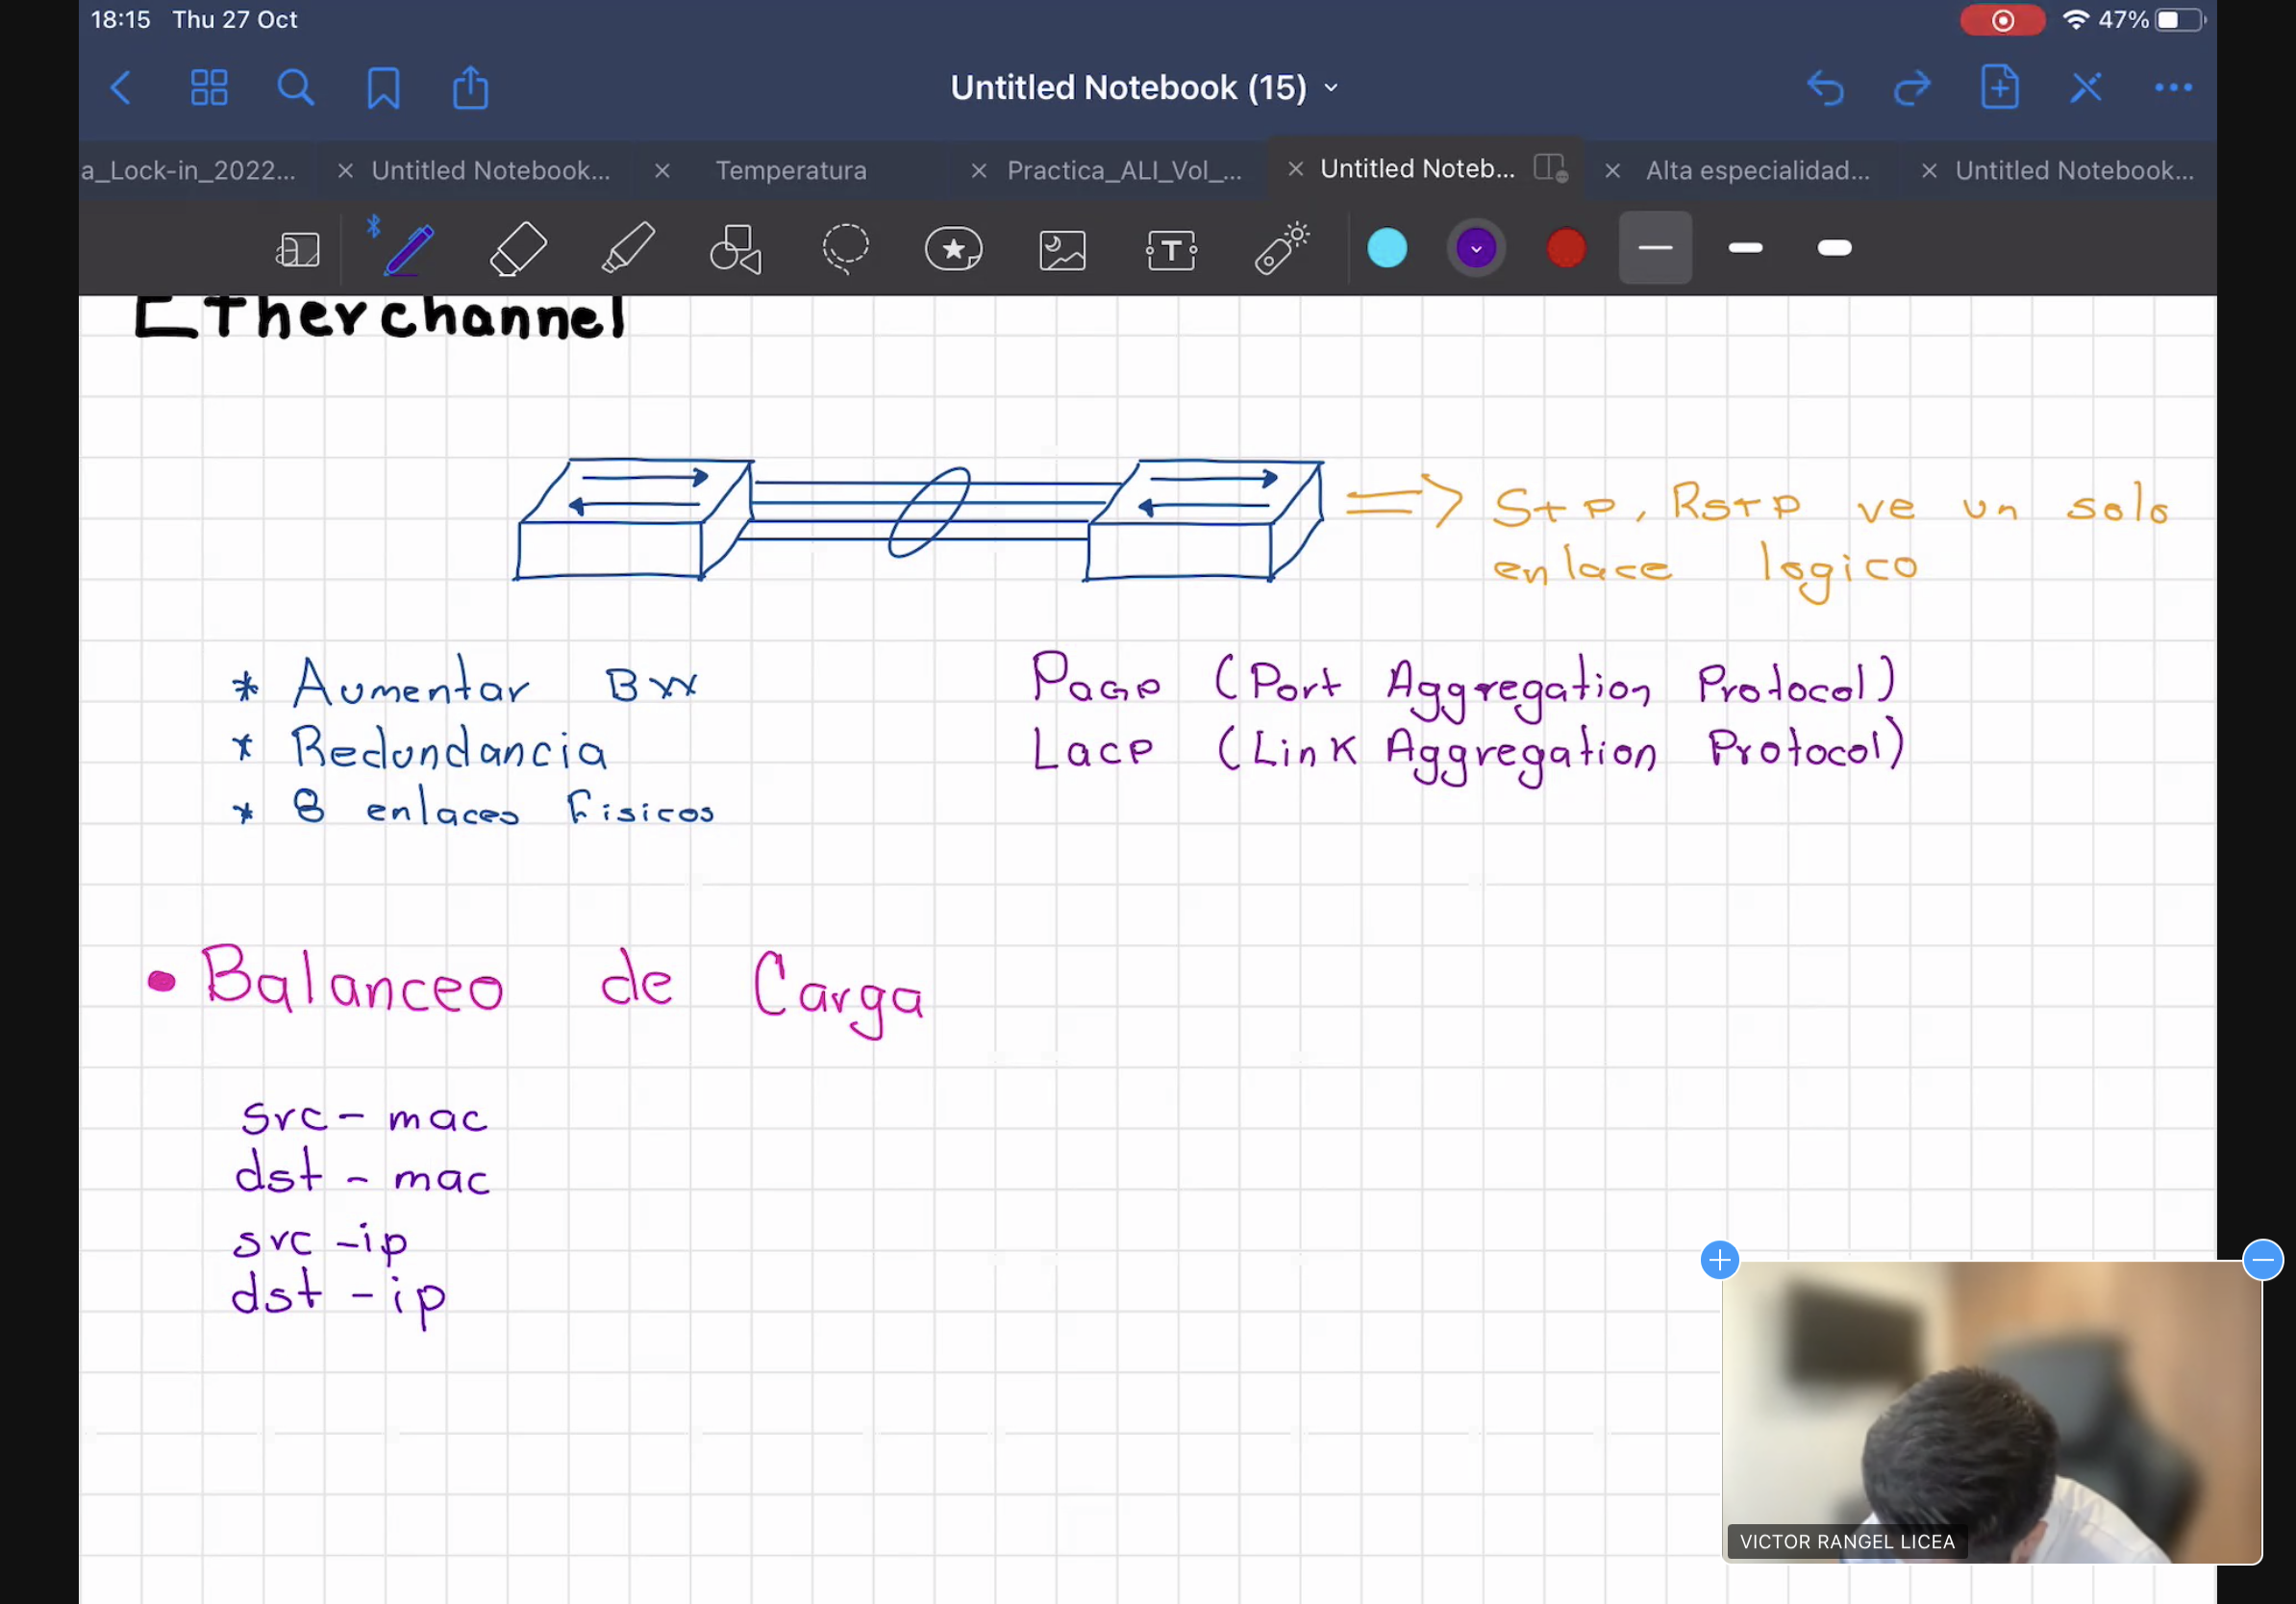 18:15 Thu 27 Oct
47%
Untitled Notebook (15)
a_Lock-in_2022...
Untitled Notebook...
Temperatura
Practica_ALI_Vol_...
Untitled Noteb...
Alta especialidad...
Untitled Notebook...
Etherchannel
STP, RSTP ve un solo
enlace logico
* Aumentar BW
* Redundancia
* 8 enlaces Fisicos
PAGP (Port Aggregation Protocol)
LACP (Link Aggregation Protocol)
• Balanceo de Carga
src - mac
dst - mac
src - ip
dst - ip
VICTOR RANGEL LICEA